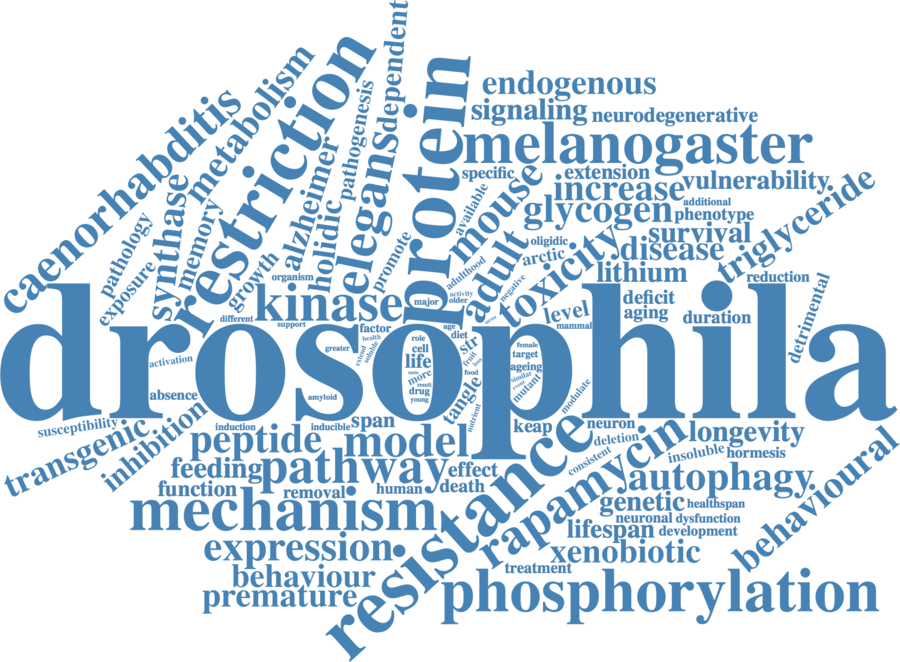 dependent
restriction
metabolism
protein
endogenous
caenorhabditis
pathogenesis
signaling
neurodegenerative
melanogaster
alzheimer
elegans
specific
extension
mouse
increase
vulnerability
synthase
memory
holidic
available
glycogen
additional
phenotype
triglyceride
pathology
survival
adult
oligidic
arctic
toxicity
disease
promote
adulthood
exposure
growth
organism
negative
lithium
reduction
kinase
major
activity
older
level
deficit
aging
duration
detrimental
different
support
factor
age
mammal
drosophila
health
role
diet
str
female
greater
extend
soluble
cell
fruit
target
activation
life
loss
ageing
toxic
more
food
similar
event
mutant
modulate
absence
amyloid
result
drug
young
tangle
nutrient
susceptibility
induction
inducible
span
keap
neuron
longevity
transgenic
inhibition
peptide
model
deletion
consistent
insoluble
hormesis
feeding
pathway
effect
resistance
rapamycin
autophagy
behavioural
function
removal
human
death
genetic
healthspan
mechanism
neuronal
dysfunction
lifespan
development
expression
xenobiotic
treatment
behaviour
premature
phosphorylation